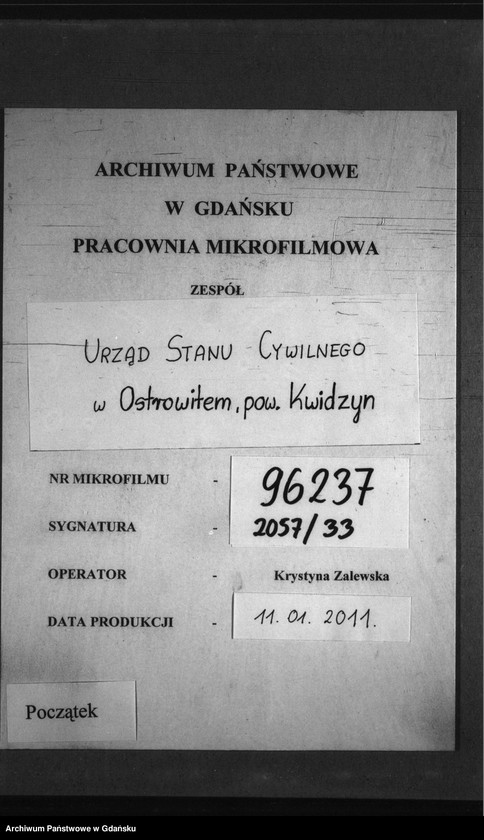 ARCHIWUM PAŃSTWOWE
W GDAŃSKU
PRACOWNIA MIKROFILMOWA
ZESPÓŁ
URZĄD STANU CYWILNEGO
w Ostrowitem, pow. Kwidzyn
NR MIKROFILMU - 96237
SYGNATURA - 2057/33
OPERATOR - Krystyna Zalewska
DATA PRODUKCJI - 11.01.2011.
Początek
Archiwum Państwowe w Gdańsku